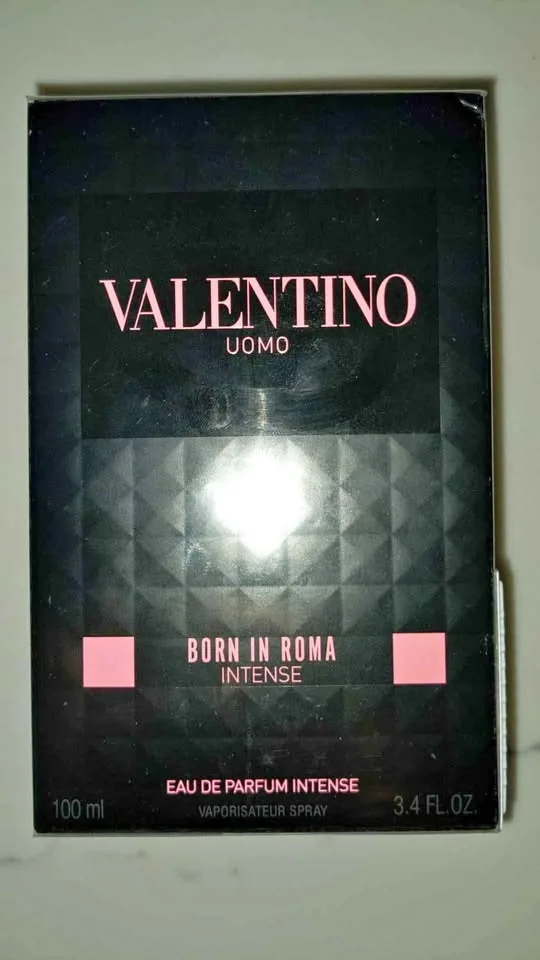 VALENTINO
UOMO
BORN IN ROMA
INTENSE
EAU DE PARFUM INTENSE
100 ml VAPORISATEUR SPRAY 3.4 FL.OZ.